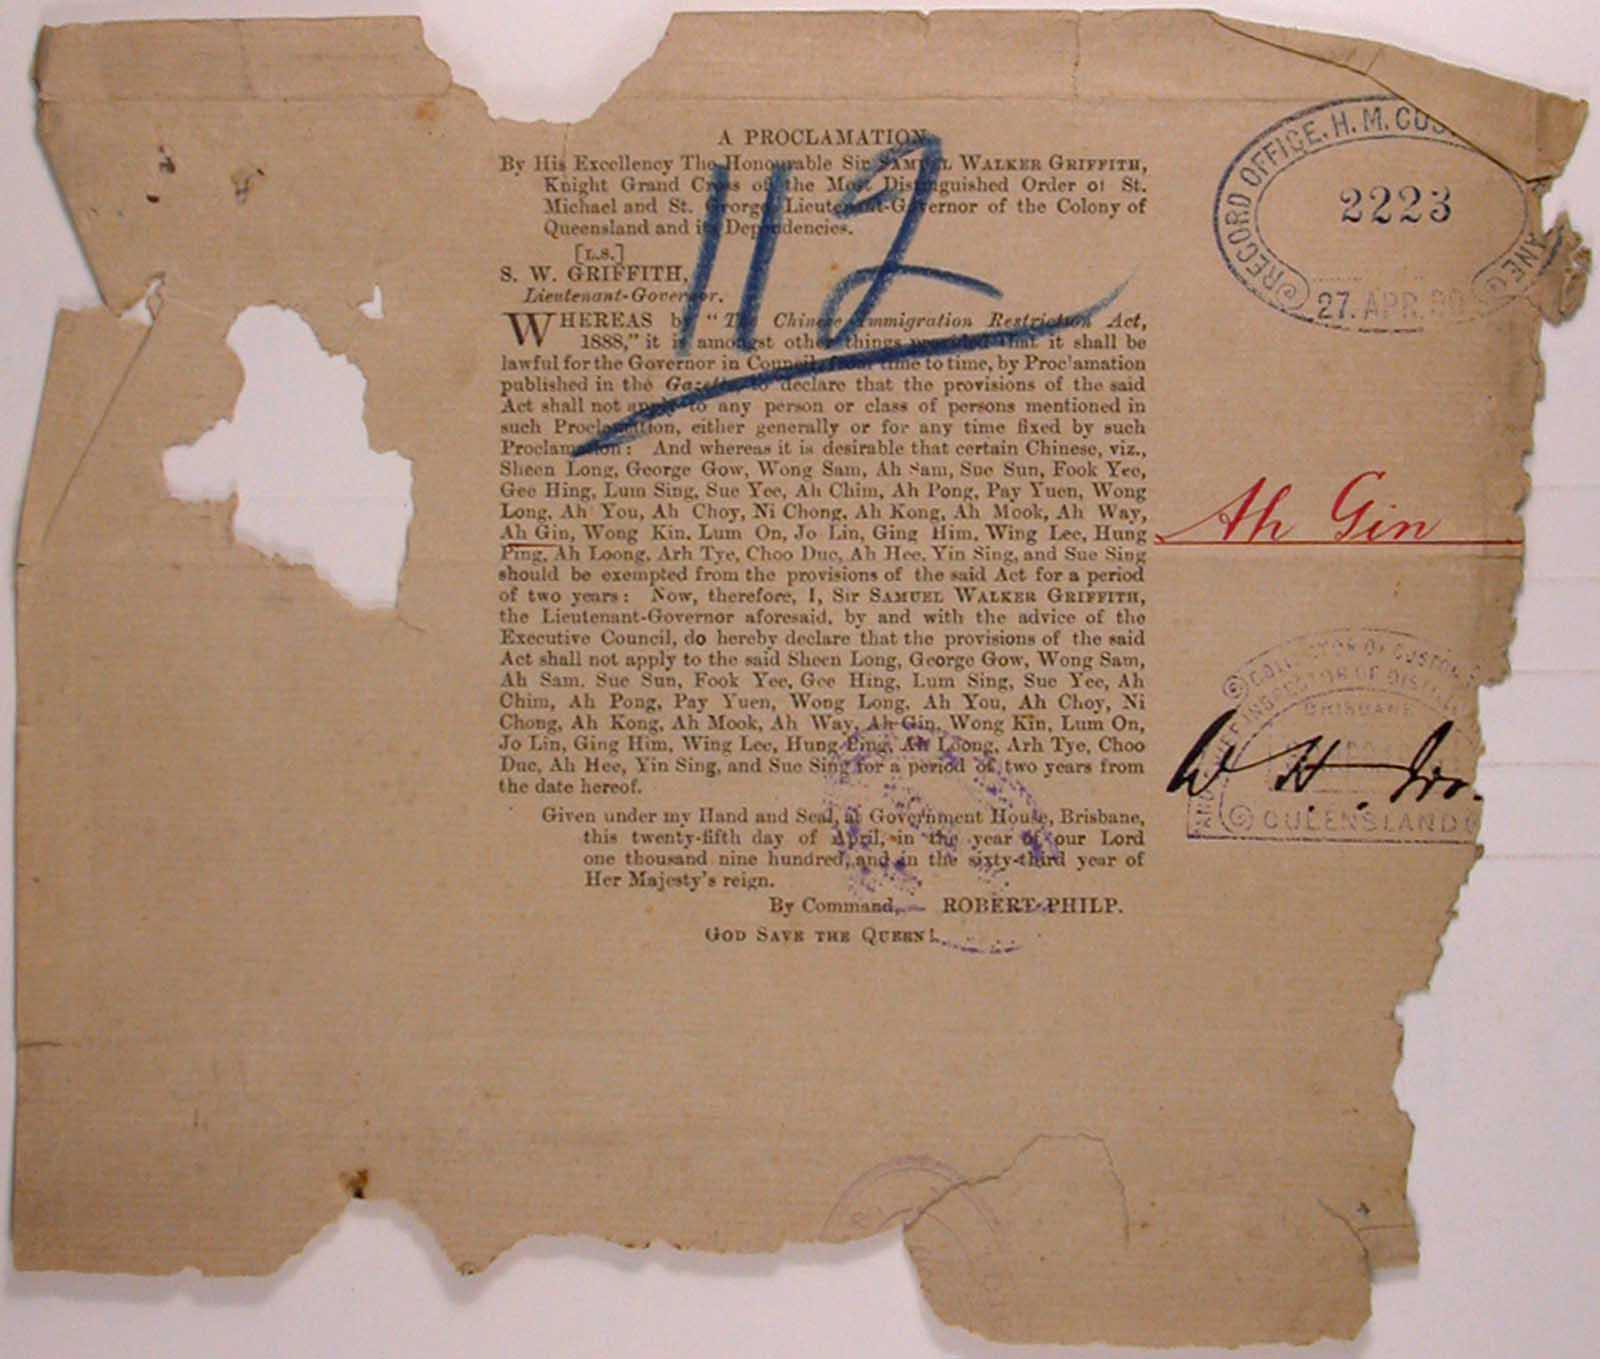 A PROCLAMATION.
By His Excellency The Honourable Sir SAMUEL WALKER GRIFFITH,
Knight Grand Cross of the Most Distinguished Order of St.
Michael and St. George, Lieutenant-Governor of the Colony of
Queensland and its Dependencies.
[L.S.]
S. W. GRIFFITH,
Lieutenant-Governor.
WHEREAS by "The Chinese Immigration Restriction Act,
1888," it is amongst other things provided that it shall be
lawful for the Governor in Council, from time to time, by Proclamation
published in the Gazette, to declare that the provisions of the said
Act shall not apply to any person or class of persons mentioned in
such Proclamation, either generally or for any time fixed by such
Proclamation: And whereas it is desirable that certain Chinese, viz.,
Sheen Long, George Gow, Wong Sam, Ah Sam, Sue Sun, Fook Yee,
Gee Hing, Lum Sing, Sue Yee, Ah Chim, Ah Pong, Pay Yuen, Wong
Long, Ah You, Ah Choy, Ni Chong, Ah Kong, Ah Mook, Ah Way,
Ah Gin, Wong Kin, Lum On, Jo Lin, Ging Him, Wing Lee, Hung
Ping, Ah Loong, Arh Tye, Choo Duc, Ah Hee, Yin Sing, and Sue Sing
should be exempted from the provisions of the said Act for a period
of two years: Now, therefore, I, Sir SAMUEL WALKER GRIFFITH,
the Lieutenant-Governor aforesaid, by and with the advice of the
Executive Council, do hereby declare that the provisions of the said
Act shall not apply to the said Sheen Long, George Gow, Wong Sam,
Ah Sam, Sue Sun, Fook Yee, Gee Hing, Lum Sing, Sue Yee, Ah
Chim, Ah Pong, Pay Yuen, Wong Long, Ah You, Ah Choy, Ni
Chong, Ah Kong, Ah Mook, Ah Way, Ah Gin, Wong Kin, Lum On,
Jo Lin, Ging Him, Wing Lee, Hung Ping, Ah Loong, Arh Tye, Choo
Duc, Ah Hee, Yin Sing, and Sue Sing for a period of two years from
the date hereof.
Given under my Hand and Seal, at Government House, Brisbane,
this twenty-fifth day of April, in the year of our Lord
one thousand nine hundred, and in the sixty-third year of
Her Majesty's reign.
By Command, ROBERT PHILP.
GOD SAVE THE QUEEN!
112
RECORD OFFICE, H. M. CUS
ANE
2223
27. APR.
Ah Gin
COLLECTOR OF CUSTOMS
INSPECTOR OF DISTIL
BRISBANE
QUEENSLAND
W H